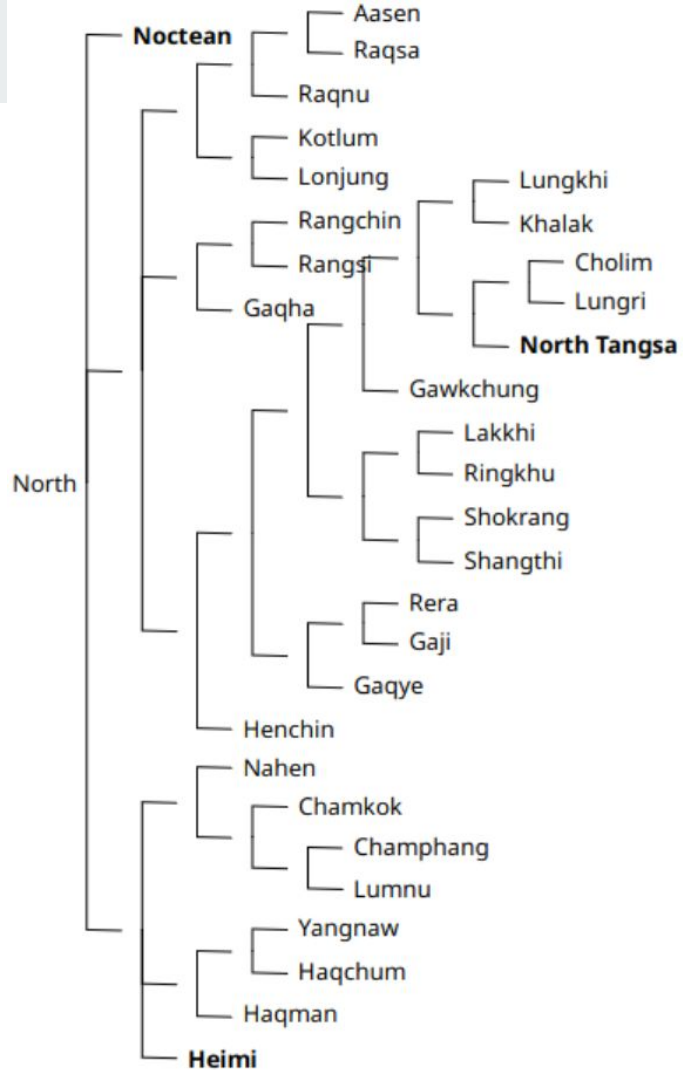 Aasen
Noctean
Raqsa
Raqnu
Kotlum
Lonjung
Lungkhi
Rangchin
Khalak
Rangsi
Cholim
Lungri
Gaqha
North Tangsa
Gawkchung
Lakkhi
Ringkhu
North
Shokrang
Shangthi
Rera
Gaji
Gaqye
Henchin
Nahen
Chamkok
Champhang
Lumnu
Yangnaw
Haqchum
Haqman
Heimi